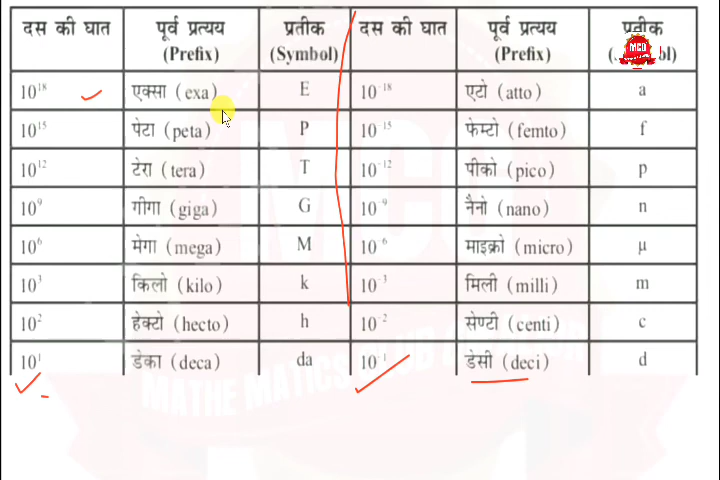 दस की घात पूर्व प्रत्यय प्रतीक दस की घात पूर्व प्रत्यय प्रतीक
(Prefix) (Symbol) (Prefix) bol)
MCG
10¹⁸ एक्सा (exa) E 10⁻¹⁸ एटो (atto) a
10¹⁵ पेटा (peta) P 10⁻¹⁵ फेम्टो (femto) f
10¹² टेरा (tera) T 10⁻¹² पीको (pico) p
10⁹ गीगा (giga) G 10⁻⁹ नैनो (nano) n
10⁶ मेगा (mega) M 10⁻⁶ माइक्रो (micro) μ
10³ किलो (kilo) k 10⁻³ मिली (milli) m
10² हेक्टो (hecto) h 10⁻² सेण्टी (centi) c
10¹ डेका (deca) da 10⁻¹ डेसी (deci) d